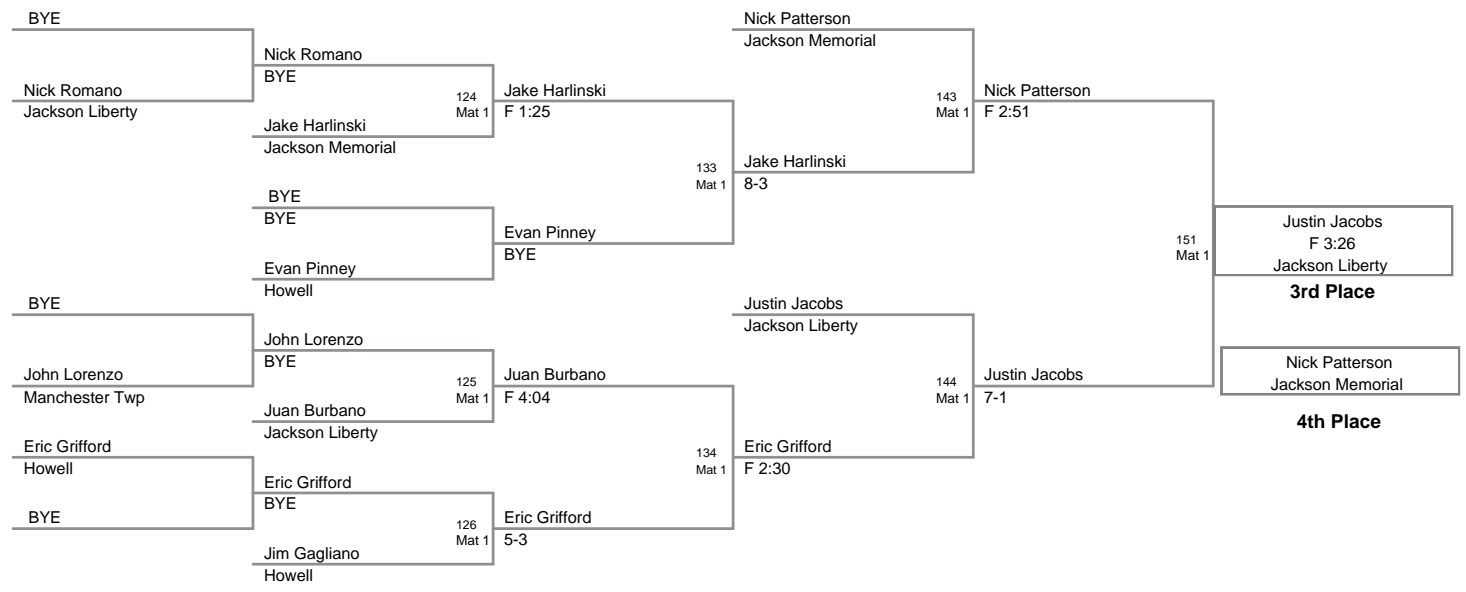 BYE
Nick Romano
Jackson Liberty
Nick Romano
BYE
Jake Harlinski
Jackson Memorial
124
Mat 1
Jake Harlinski
F 1:25
BYE
BYE
Evan Pinney
Howell
Evan Pinney
BYE
133
Mat 1
Nick Patterson
Jackson Memorial
Jake Harlinski
8-3
143
Mat 1
Nick Patterson
F 2:51
BYE
John Lorenzo
Manchester Twp
John Lorenzo
BYE
Juan Burbano
Jackson Liberty
125
Mat 1
Juan Burbano
F 4:04
Eric Grifford
Howell
BYE
Eric Grifford
BYE
Jim Gagliano
Howell
126
Mat 1
Eric Grifford
5-3
134
Mat 1
Justin Jacobs
Jackson Liberty
Eric Grifford
F 2:30
144
Mat 1
Justin Jacobs
7-1
151
Mat 1
Justin Jacobs
F 3:26
Jackson Liberty
3rd Place
Nick Patterson
Jackson Memorial
4th Place